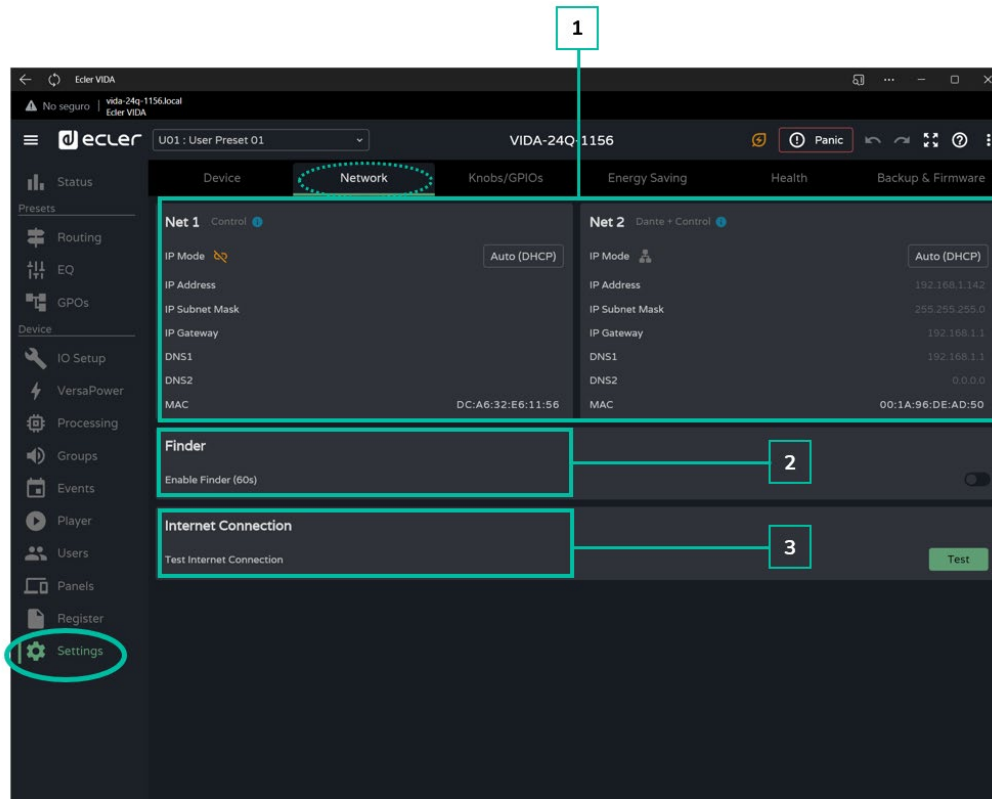 1
Ecler VIDA
No seguro | vida-24q-1156.local
Ecler VIDA
ecler
U01 : User Preset 01
VIDA-24Q-1156
Panic
Status
Presets
Routing
EQ
GPOs
Device
IO Setup
VersaPower
Processing
Groups
Events
Player
Users
Panels
Register
Settings
Device Network Knobs/GPIOs Energy Saving Health Backup & Firmware
Net 1 Control
IP Mode Auto (DHCP)
IP Address
IP Subnet Mask
IP Gateway
DNS1
DNS2
MAC DC:A6:32:E6:11:56
Net 2 Dante + Control
IP Mode Auto (DHCP)
IP Address 192.168.1.142
IP Subnet Mask 255.255.255.0
IP Gateway 192.168.1.1
DNS1 192.168.1.1
DNS2 0.0.0.0
MAC 00:1A:96:DE:AD:50
Finder
Enable Finder (60s)
2
Internet Connection
Test Internet Connection
3
Test